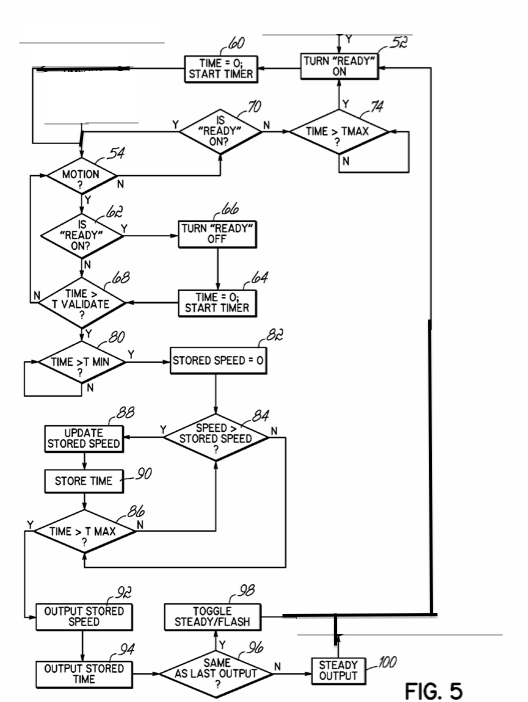 60
52
TIME = 0;
START TIMER
TURN "READY"
ON
Y
70
74
Y
IS
"READY"
ON?
N
TIME > TMAX
?
Y
N
54
MOTION
?
N
Y
62
IS
"READY"
ON?
Y
N
66
TURN "READY"
OFF
68
TIME >
T VALIDATE
?
N
Y
64
TIME = 0;
START TIMER
80
TIME >T MIN
?
Y
N
82
STORED SPEED = 0
88
84
UPDATE
STORED SPEED
Y
SPEED >
STORED SPEED
?
N
90
STORE TIME
86
Y
TIME > T MAX
?
N
92
OUTPUT STORED
SPEED
98
TOGGLE
STEADY/FLASH
94
OUTPUT STORED
TIME
Y
96
SAME
AS LAST OUTPUT
?
N
STEADY
OUTPUT
100
FIG. 5